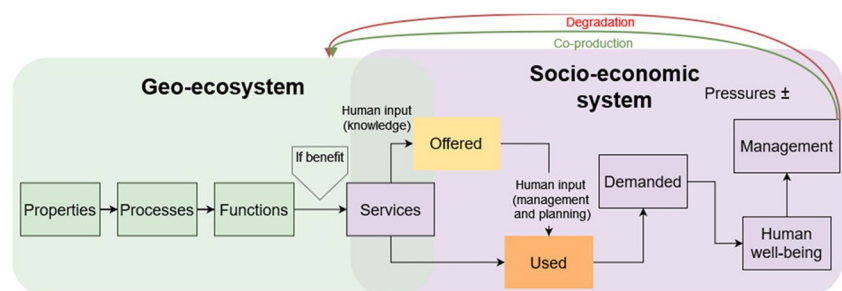 Degradation
Co-production
Geo-ecosystem
Socio-economic
system
Pressures ±
Human input
(knowledge)
Offered
Management
If benefit
Human input
(management
and planning)
Demanded
Properties
Processes
Functions
Services
Human
well-being
Used